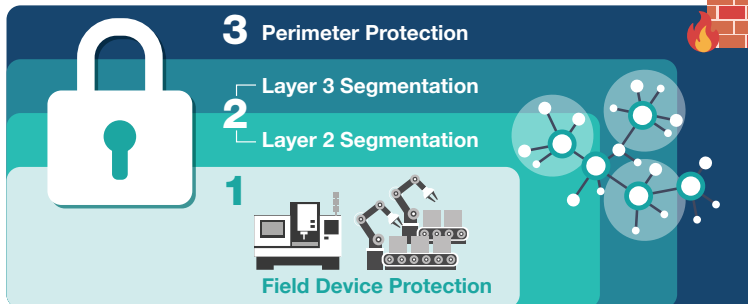 3 Perimeter Protection
Layer 3 Segmentation
2
Layer 2 Segmentation
1
Field Device Protection